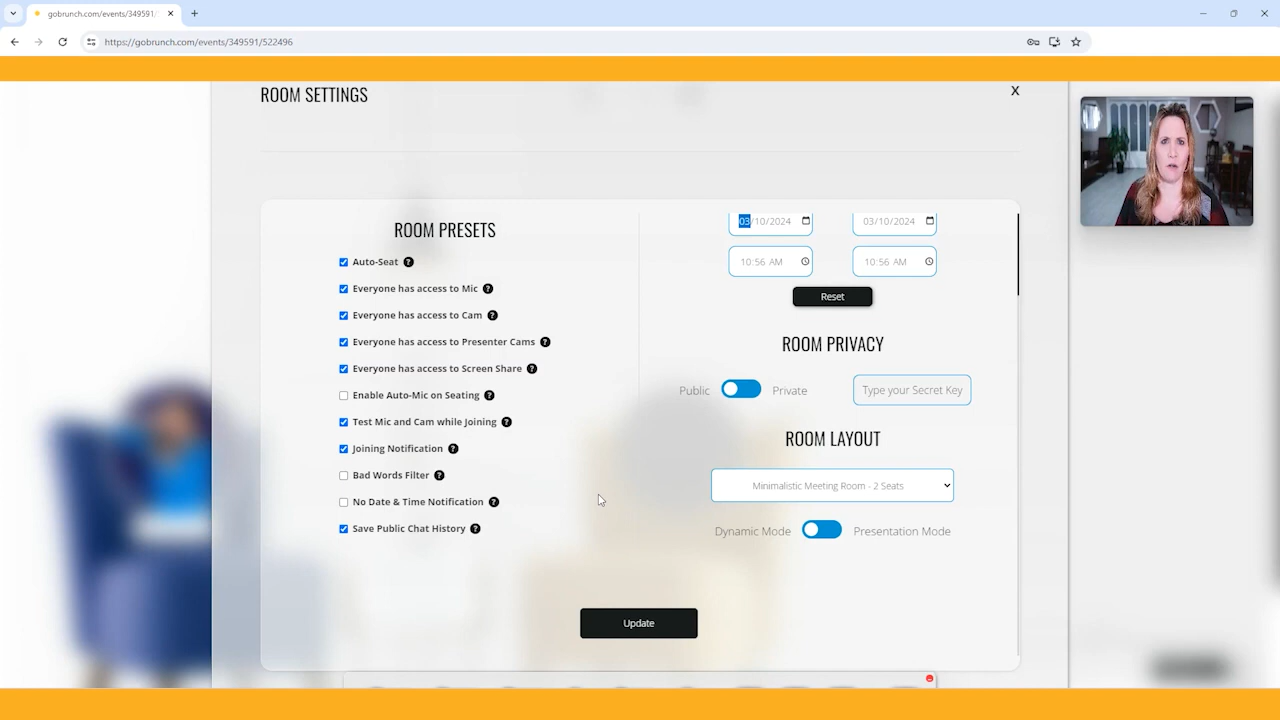 gobrunch.com/events/349591/
https://gobrunch.com/events/349591/522496
ROOM SETTINGS
X
ROOM PRESETS
Auto-Seat ?
Everyone has access to Mic ?
Everyone has access to Cam ?
Everyone has access to Presenter Cams ?
Everyone has access to Screen Share ?
Enable Auto-Mic on Seating ?
Test Mic and Cam while Joining ?
Joining Notification ?
Bad Words Filter ?
No Date & Time Notification ?
Save Public Chat History ?
03/10/2024
03/10/2024
10:56 AM
10:56 AM
Reset
ROOM PRIVACY
Public
Private
Type your Secret Key
ROOM LAYOUT
Minimalistic Meeting Room - 2 Seats
Dynamic Mode
Presentation Mode
Update